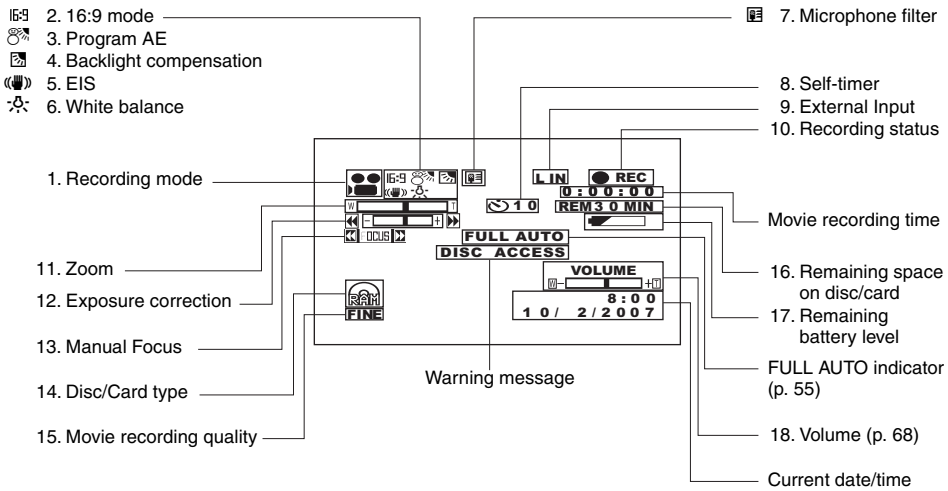 16:9 2. 16:9 mode
3. Program AE
4. Backlight compensation
5. EIS
6. White balance
7. Microphone filter
8. Self-timer
9. External Input
10. Recording status
1. Recording mode
16:9
L IN
REC
0:00:00
W T
10
REM30 MIN
- +
FOCUS
FULL AUTO
DISC ACCESS
VOLUME
W - + T
8:00
10/ 2/2007
RAM
FINE
Movie recording time
11. Zoom
12. Exposure correction
13. Manual Focus
14. Disc/Card type
15. Movie recording quality
Warning message
16. Remaining space
on disc/card
17. Remaining
battery level
FULL AUTO indicator
(p. 55)
18. Volume (p. 68)
Current date/time